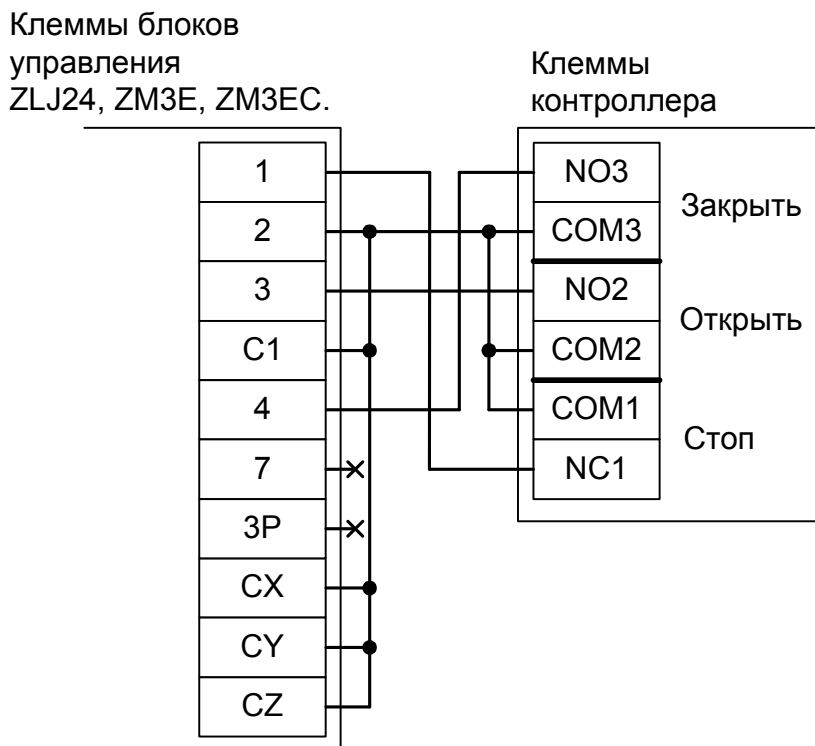 Клеммы блоков
управления
ZLJ24, ZM3E, ZM3EC.
Клеммы
контроллера
1
2
3
C1
4
7
3P
CX
CY
CZ
NO3
COM3
NO2
COM2
COM1
NC1
Закрыть
Открыть
Стоп